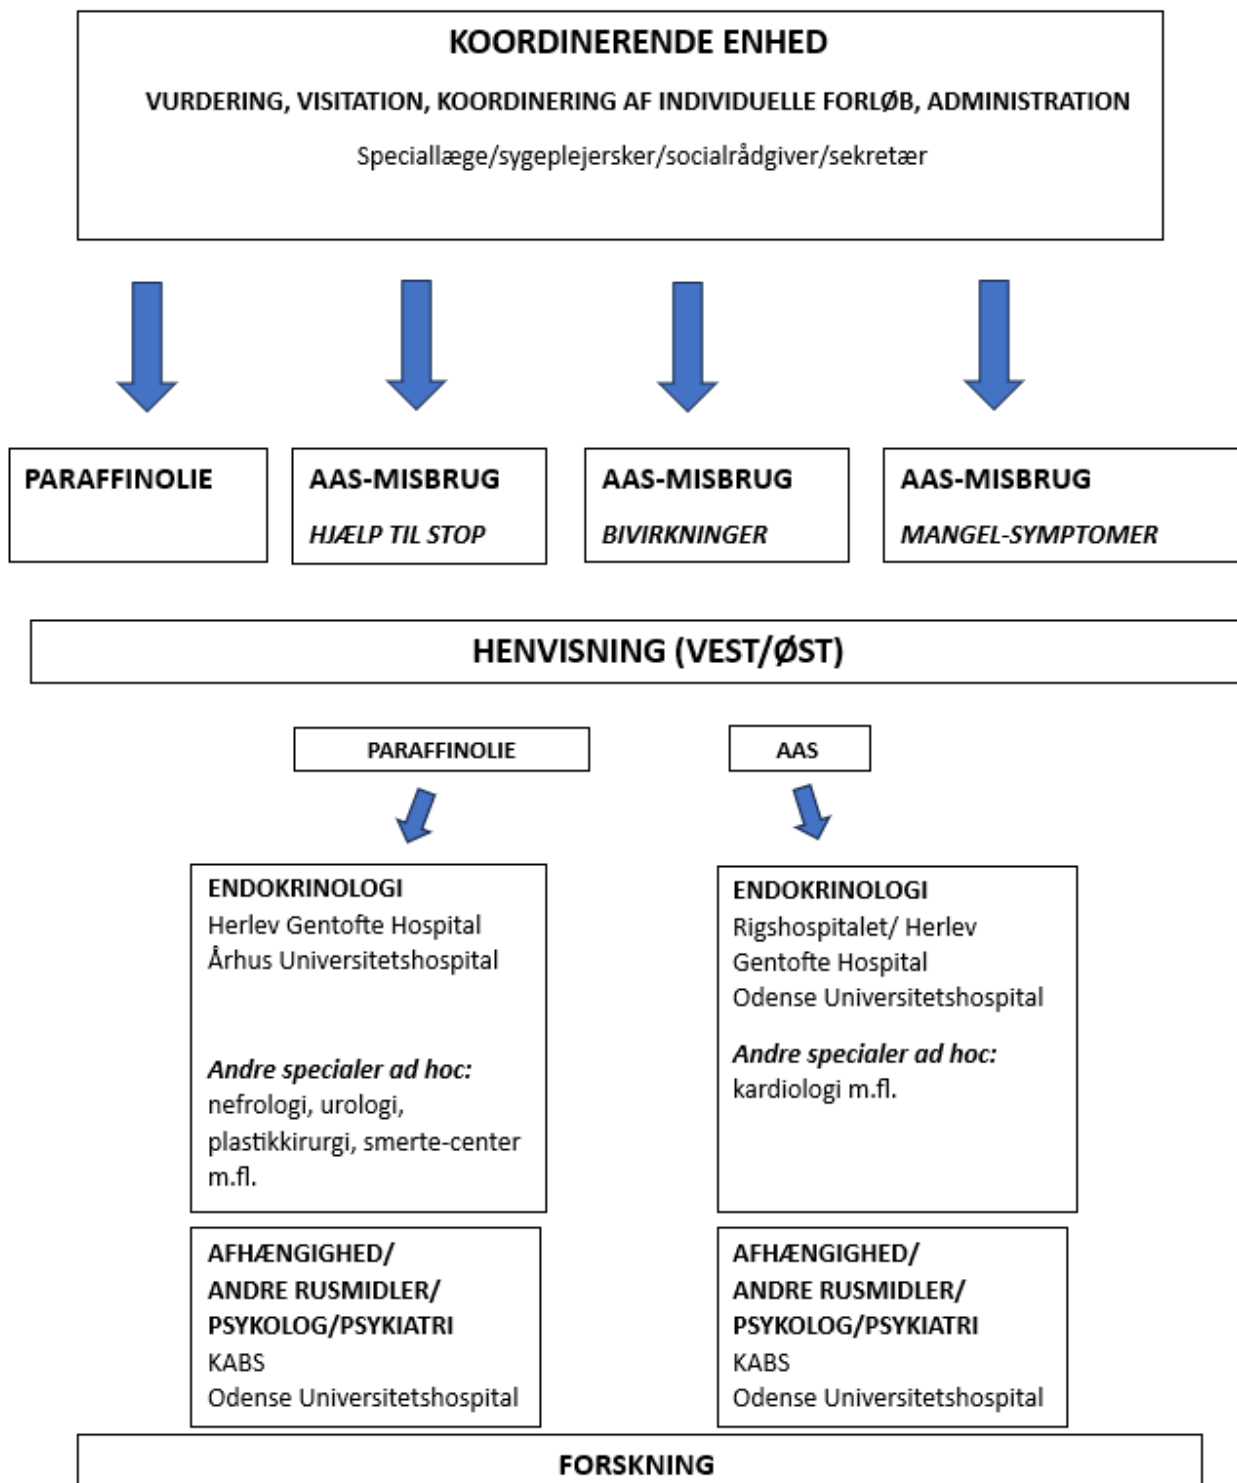 KOORDINERENDE ENHED
VURDERING, VISITATION, KOORDINERING AF INDIVIDUELLE FORLØB, ADMINISTRATION
Speciallæge/sygeplejersker/socialrådgiver/sekretær
PARAFFINOLIE
AAS-MISBRUG
HJÆLP TIL STOP
AAS-MISBRUG
BIVIRKNINGER
AAS-MISBRUG
MANGEL-SYMPTOMER
HENVISNING (VEST/ØST)
PARAFFINOLIE
ENDOKRINOLOGI
Herlev Gentofte Hospital
Århus Universitetshospital
Andre specialer ad hoc:
nefrologi, urologi,
plastikkirurgi, smerte-center
m.fl.
AFHÆNGIGHED/
ANDRE RUSMIDLER/
PSYKOLOG/PSYKIATRI
KABS
Odense Universitetshospital
AAS
ENDOKRINOLOGI
Rigshospitalet/ Herlev
Gentofte Hospital
Odense Universitetshospital
Andre specialer ad hoc:
kardiologi m.fl.
AFHÆNGIGHED/
ANDRE RUSMIDLER/
PSYKOLOG/PSYKIATRI
KABS
Odense Universitetshospital
FORSKNING